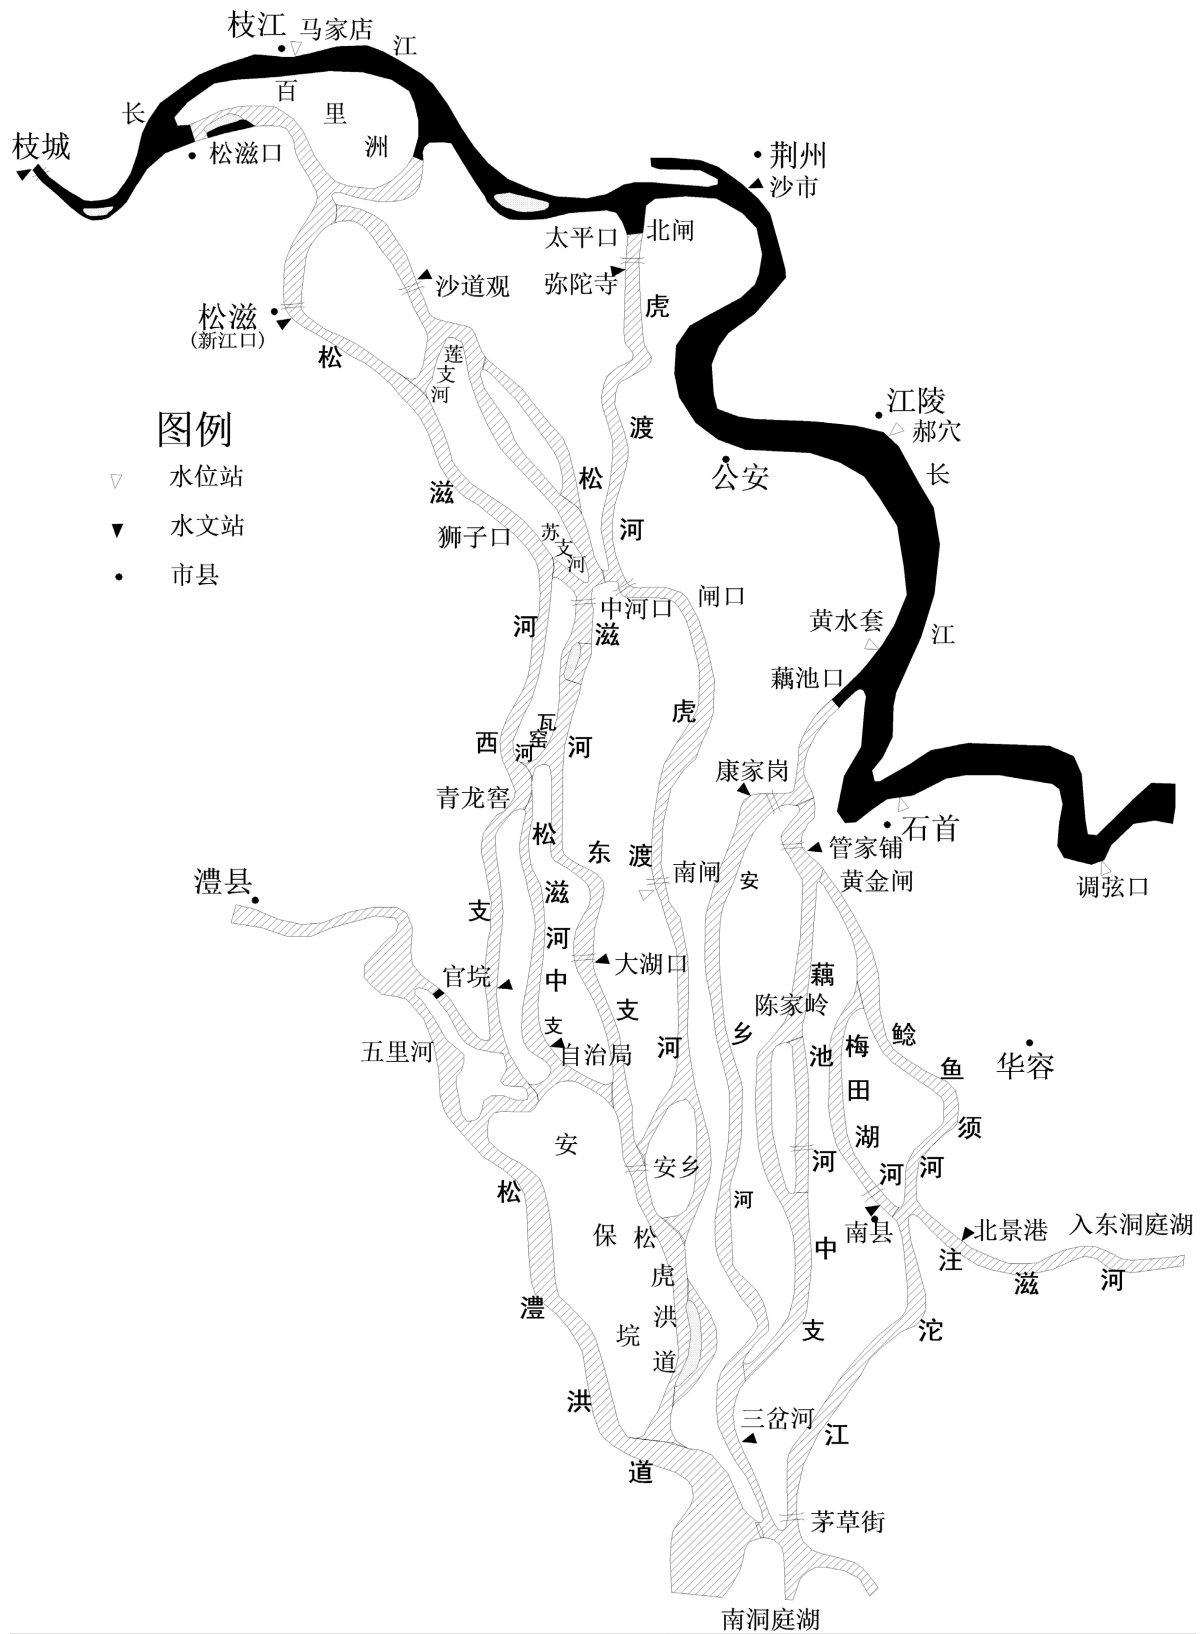 枝江
马家店
长江
百里洲
枝城
松滋口
荆州
沙市
太平口
北闸
弥陀寺
沙道观
松滋
(新江口)
莲支河
虎渡河
江陵
郝穴
公安
长江
图例
水位站
水文站
市县
松滋河
狮子口
苏支河
中河口
闸口
黄水套
藕池口
松滋河西支
瓦窑河
虎渡河
康家岗
青龙窑
石首
管家铺
黄金闸
调弦口
南闸
澧县
松滋河中支
东支
官垸
大湖口
自治局
五里河
安乡河
陈家岭
藕池河中支
梅田湖河
鲶鱼须河
华容
安保垸
安乡
南县
北景港
入东洞庭湖
注滋河
松虎洪道
松澧洪道
沱江
三岔河
茅草街
南洞庭湖